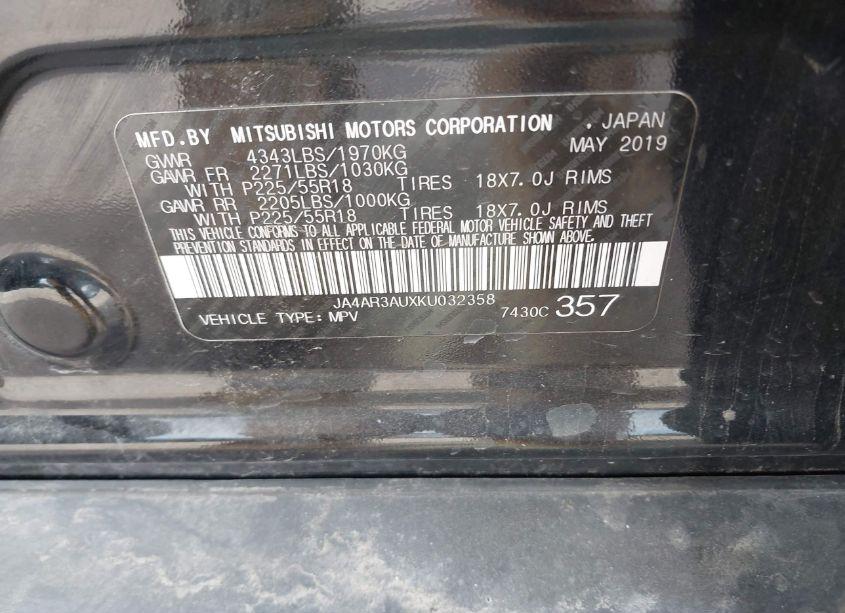 MFD.BY MITSUBISHI MOTORS CORPORATION . JAPAN
GVWR 4343LBS/1970KG MAY 2019
GAWR FR 2271LBS/1030KG
WITH P225/55R18 TIRES 18X7.0J RIMS
GAWR RR 2205LBS/1000KG
WITH P225/55R18 TIRES 18X7.0J RIMS
THIS VEHICLE CONFORMS TO ALL APPLICABLE FEDERAL MOTOR VEHICLE SAFETY AND THEFT
PREVENTION STANDARDS IN EFFECT ON THE DATE OF MANUFACTURE SHOWN ABOVE.
JA4AR3AUXKU032358
VEHICLE TYPE: MPV 7430C 357